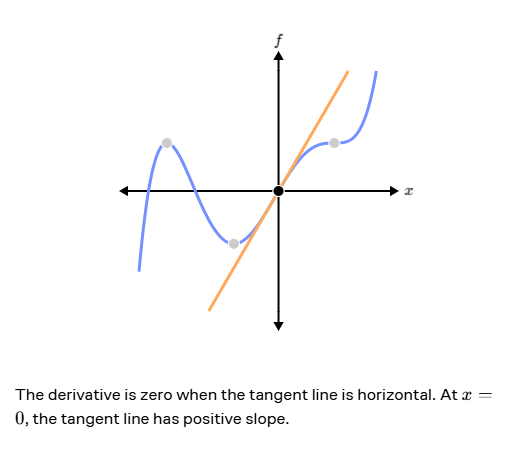 f
x
The derivative is zero when the tangent line is horizontal. At x =
0, the tangent line has positive slope.